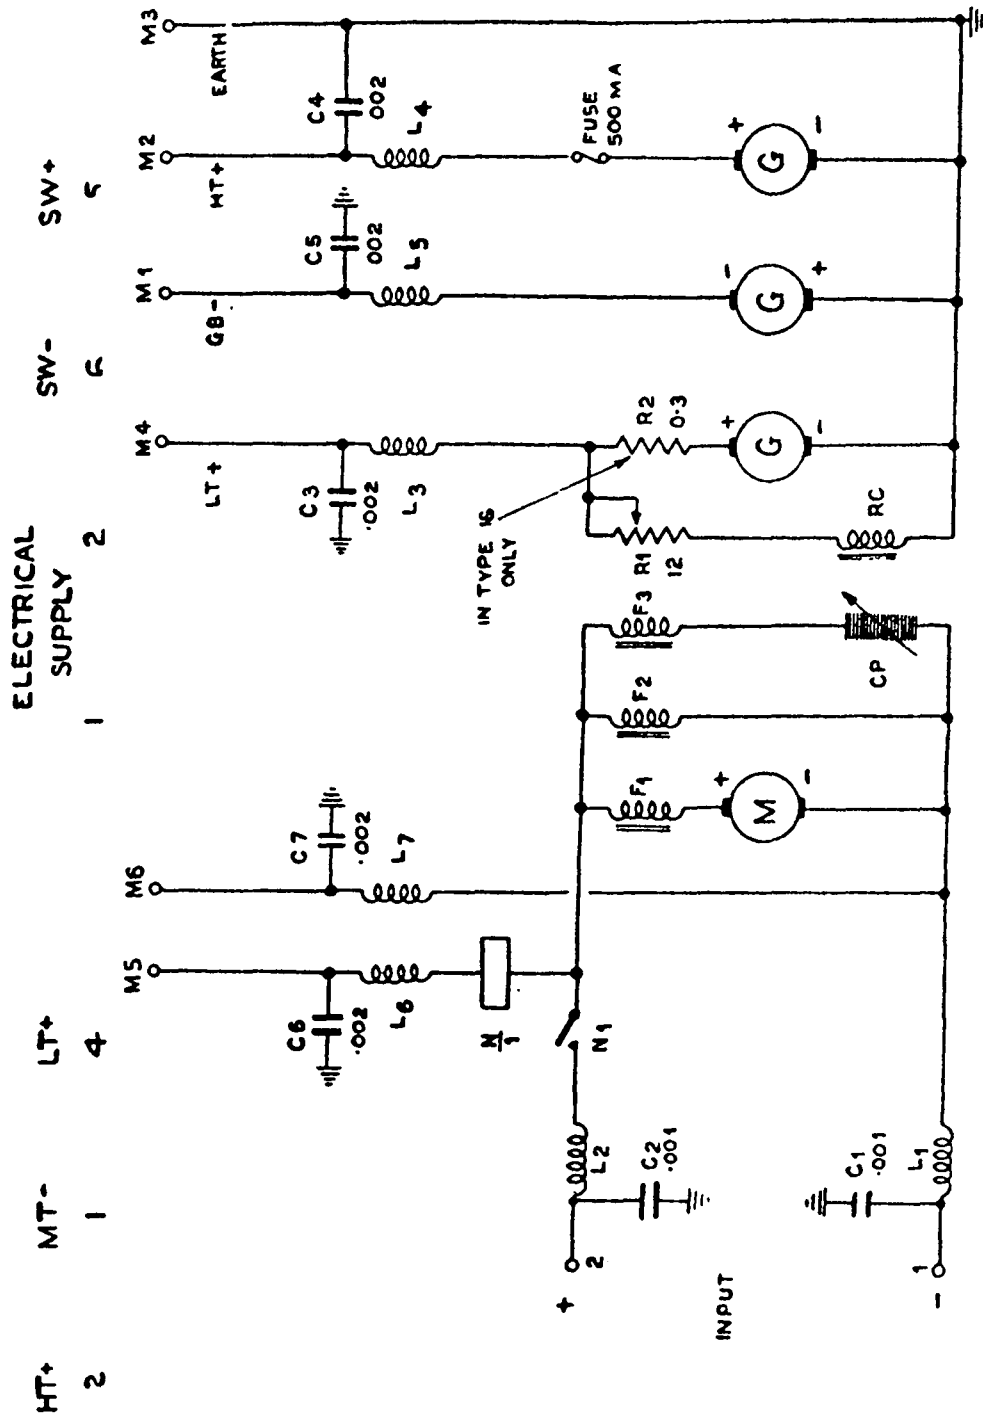 ELECTRICAL
SUPPLY
HT+ MT- LT+ SW- SW+
2 1 4 1 2 6 5
M5 M6 M4 M1 M2 M3
LT+ GB- HT+ EARTH
C6 C7 C3 C5 C4
.002 .002 .002 002 002
L6 L7 L3 L5 L4
N
1
IN TYPE 16
ONLY
FUSE
500 MA
+
2
L2
N1
C2
.001
F1 F2 F3
R1
12
R2
0.3
INPUT
+ + - +
M G G G
- - + -
C1
.001
CP
RC
-
1
L1